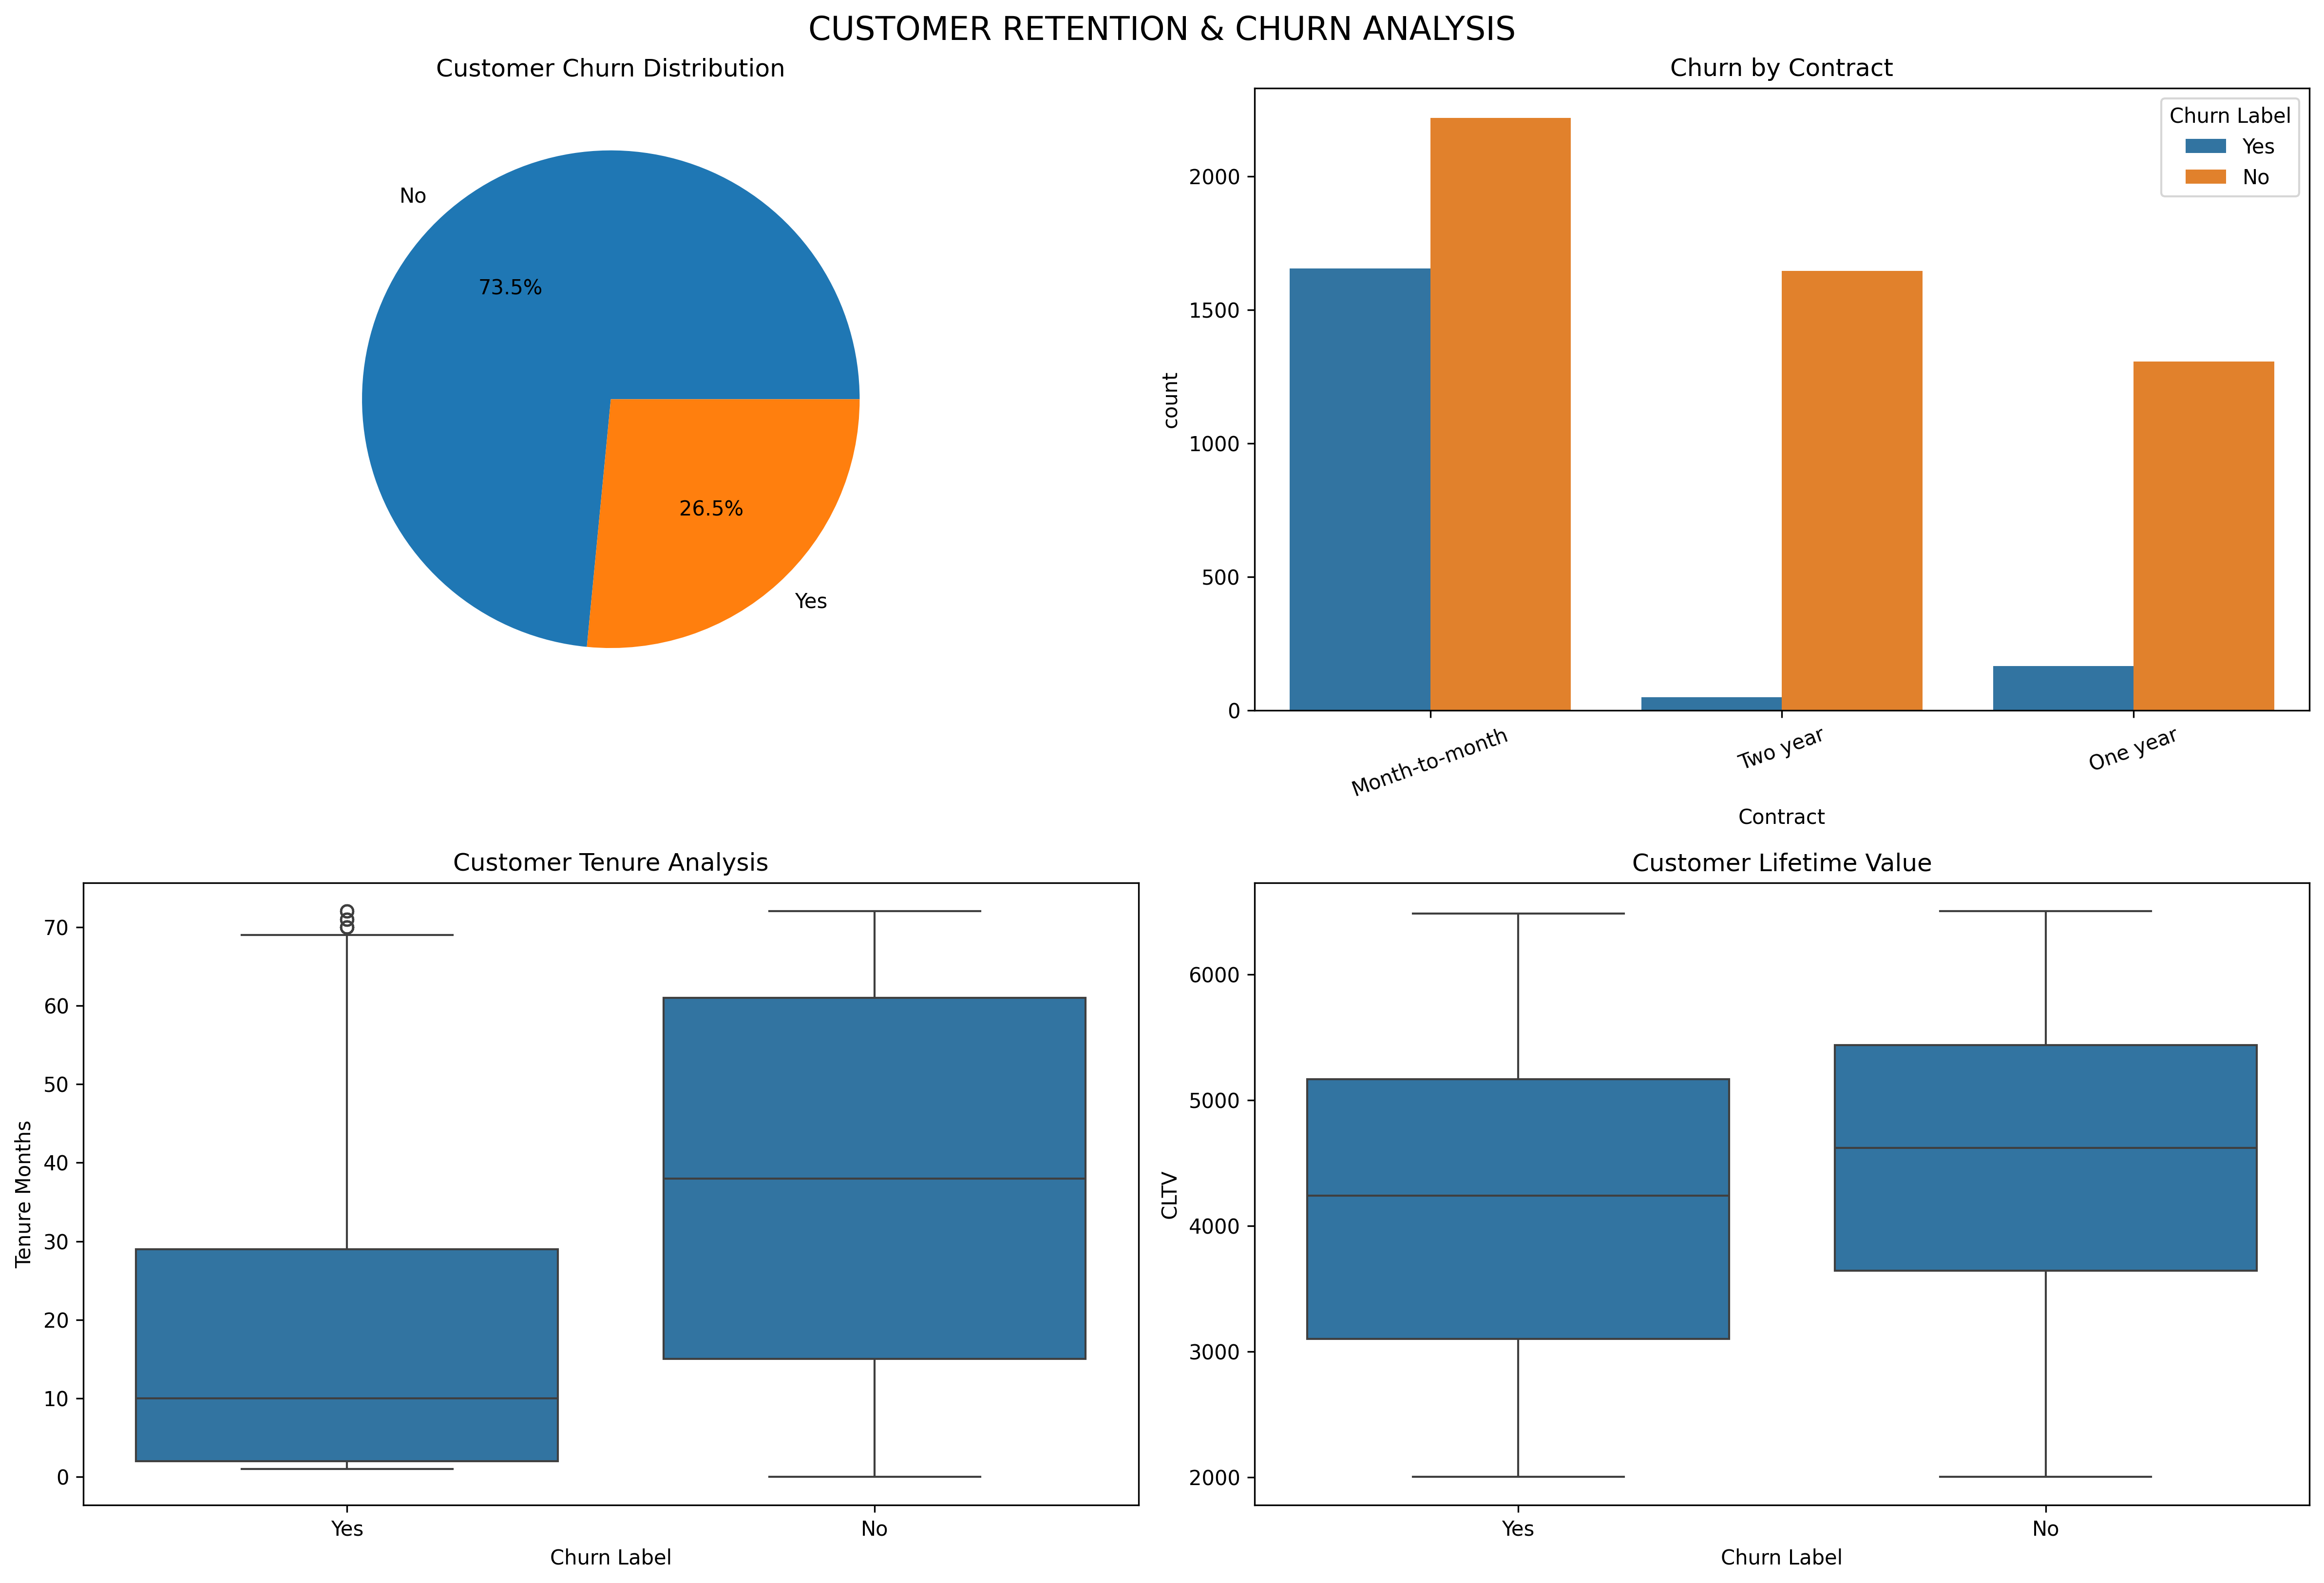 CUSTOMER RETENTION & CHURN ANALYSIS
Customer Churn Distribution
No
73.5%
26.5%
Yes
Churn by Contract
Churn Label
Yes
No
2000
1500
1000
500
0
count
Month-to-month
Two year
One year
Contract
Customer Tenure Analysis
70
60
50
40
30
20
10
0
Tenure Months
Yes
No
Churn Label
Customer Lifetime Value
6000
5000
4000
3000
2000
CLTV
Yes
No
Churn Label